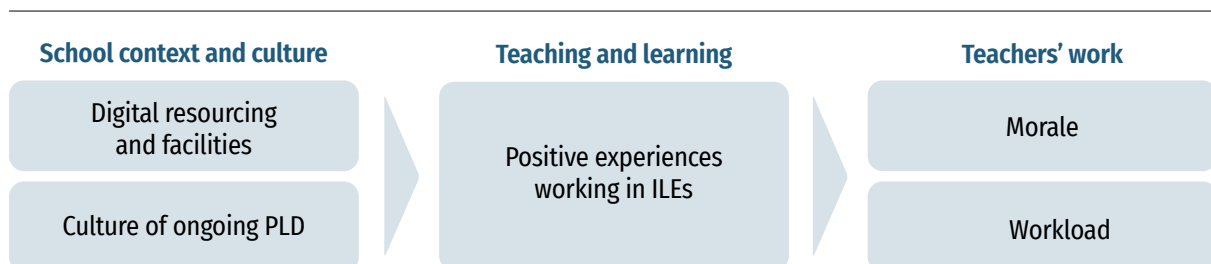 School context and culture
Digital resourcing
and facilities
Culture of ongoing PLD
Teaching and learning
Positive experiences
working in ILEs
Teachers’ work
Morale
Workload